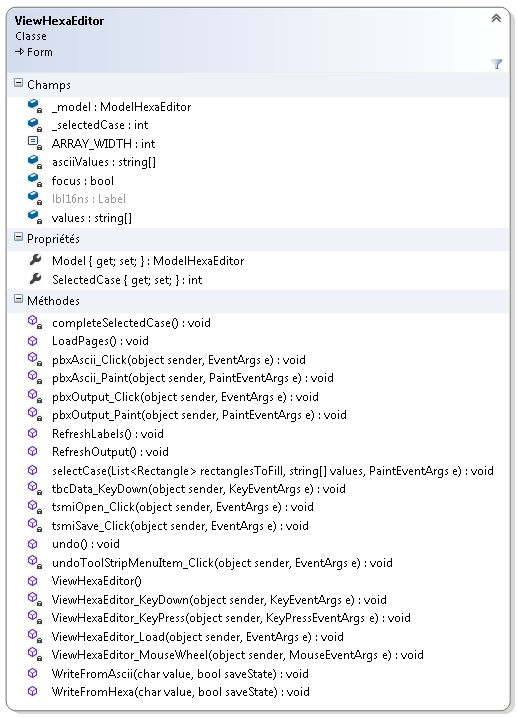 ViewHexaEditor
Classe
Form
Champs
_model : ModelHexaEditor
_selectedCase : int
ARRAY_WIDTH : int
asciiValues : string[]
focus : bool
lbl16ns : Label
values : string[]
Propriétés
Model { get; set; } : ModelHexaEditor
SelectedCase { get; set; } : int
Méthodes
completeSelectedCase() : void
LoadPages() : void
pbxAscii_Click(object sender, EventArgs e) : void
pbxAscii_Paint(object sender, PaintEventArgs e) : void
pbxOutput_Click(object sender, EventArgs e) : void
pbxOutput_Paint(object sender, PaintEventArgs e) : void
RefreshLabels() : void
RefreshOutput() : void
selectCase(List<Rectangle> rectanglesToFill, string[] values, PaintEventArgs e) : void
tbcData_KeyDown(object sender, KeyEventArgs e) : void
tsmiOpen_Click(object sender, EventArgs e) : void
tsmiSave_Click(object sender, EventArgs e) : void
undo() : void
undoToolStripMenuItem_Click(object sender, EventArgs e) : void
ViewHexaEditor()
ViewHexaEditor_KeyDown(object sender, KeyEventArgs e) : void
ViewHexaEditor_KeyPress(object sender, KeyPressEventArgs e) : void
ViewHexaEditor_Load(object sender, EventArgs e) : void
ViewHexaEditor_MouseWheel(object sender, MouseEventArgs e) : void
WriteFromAscii(char value, bool saveState) : void
WriteFromHexa(char value, bool saveState) : void